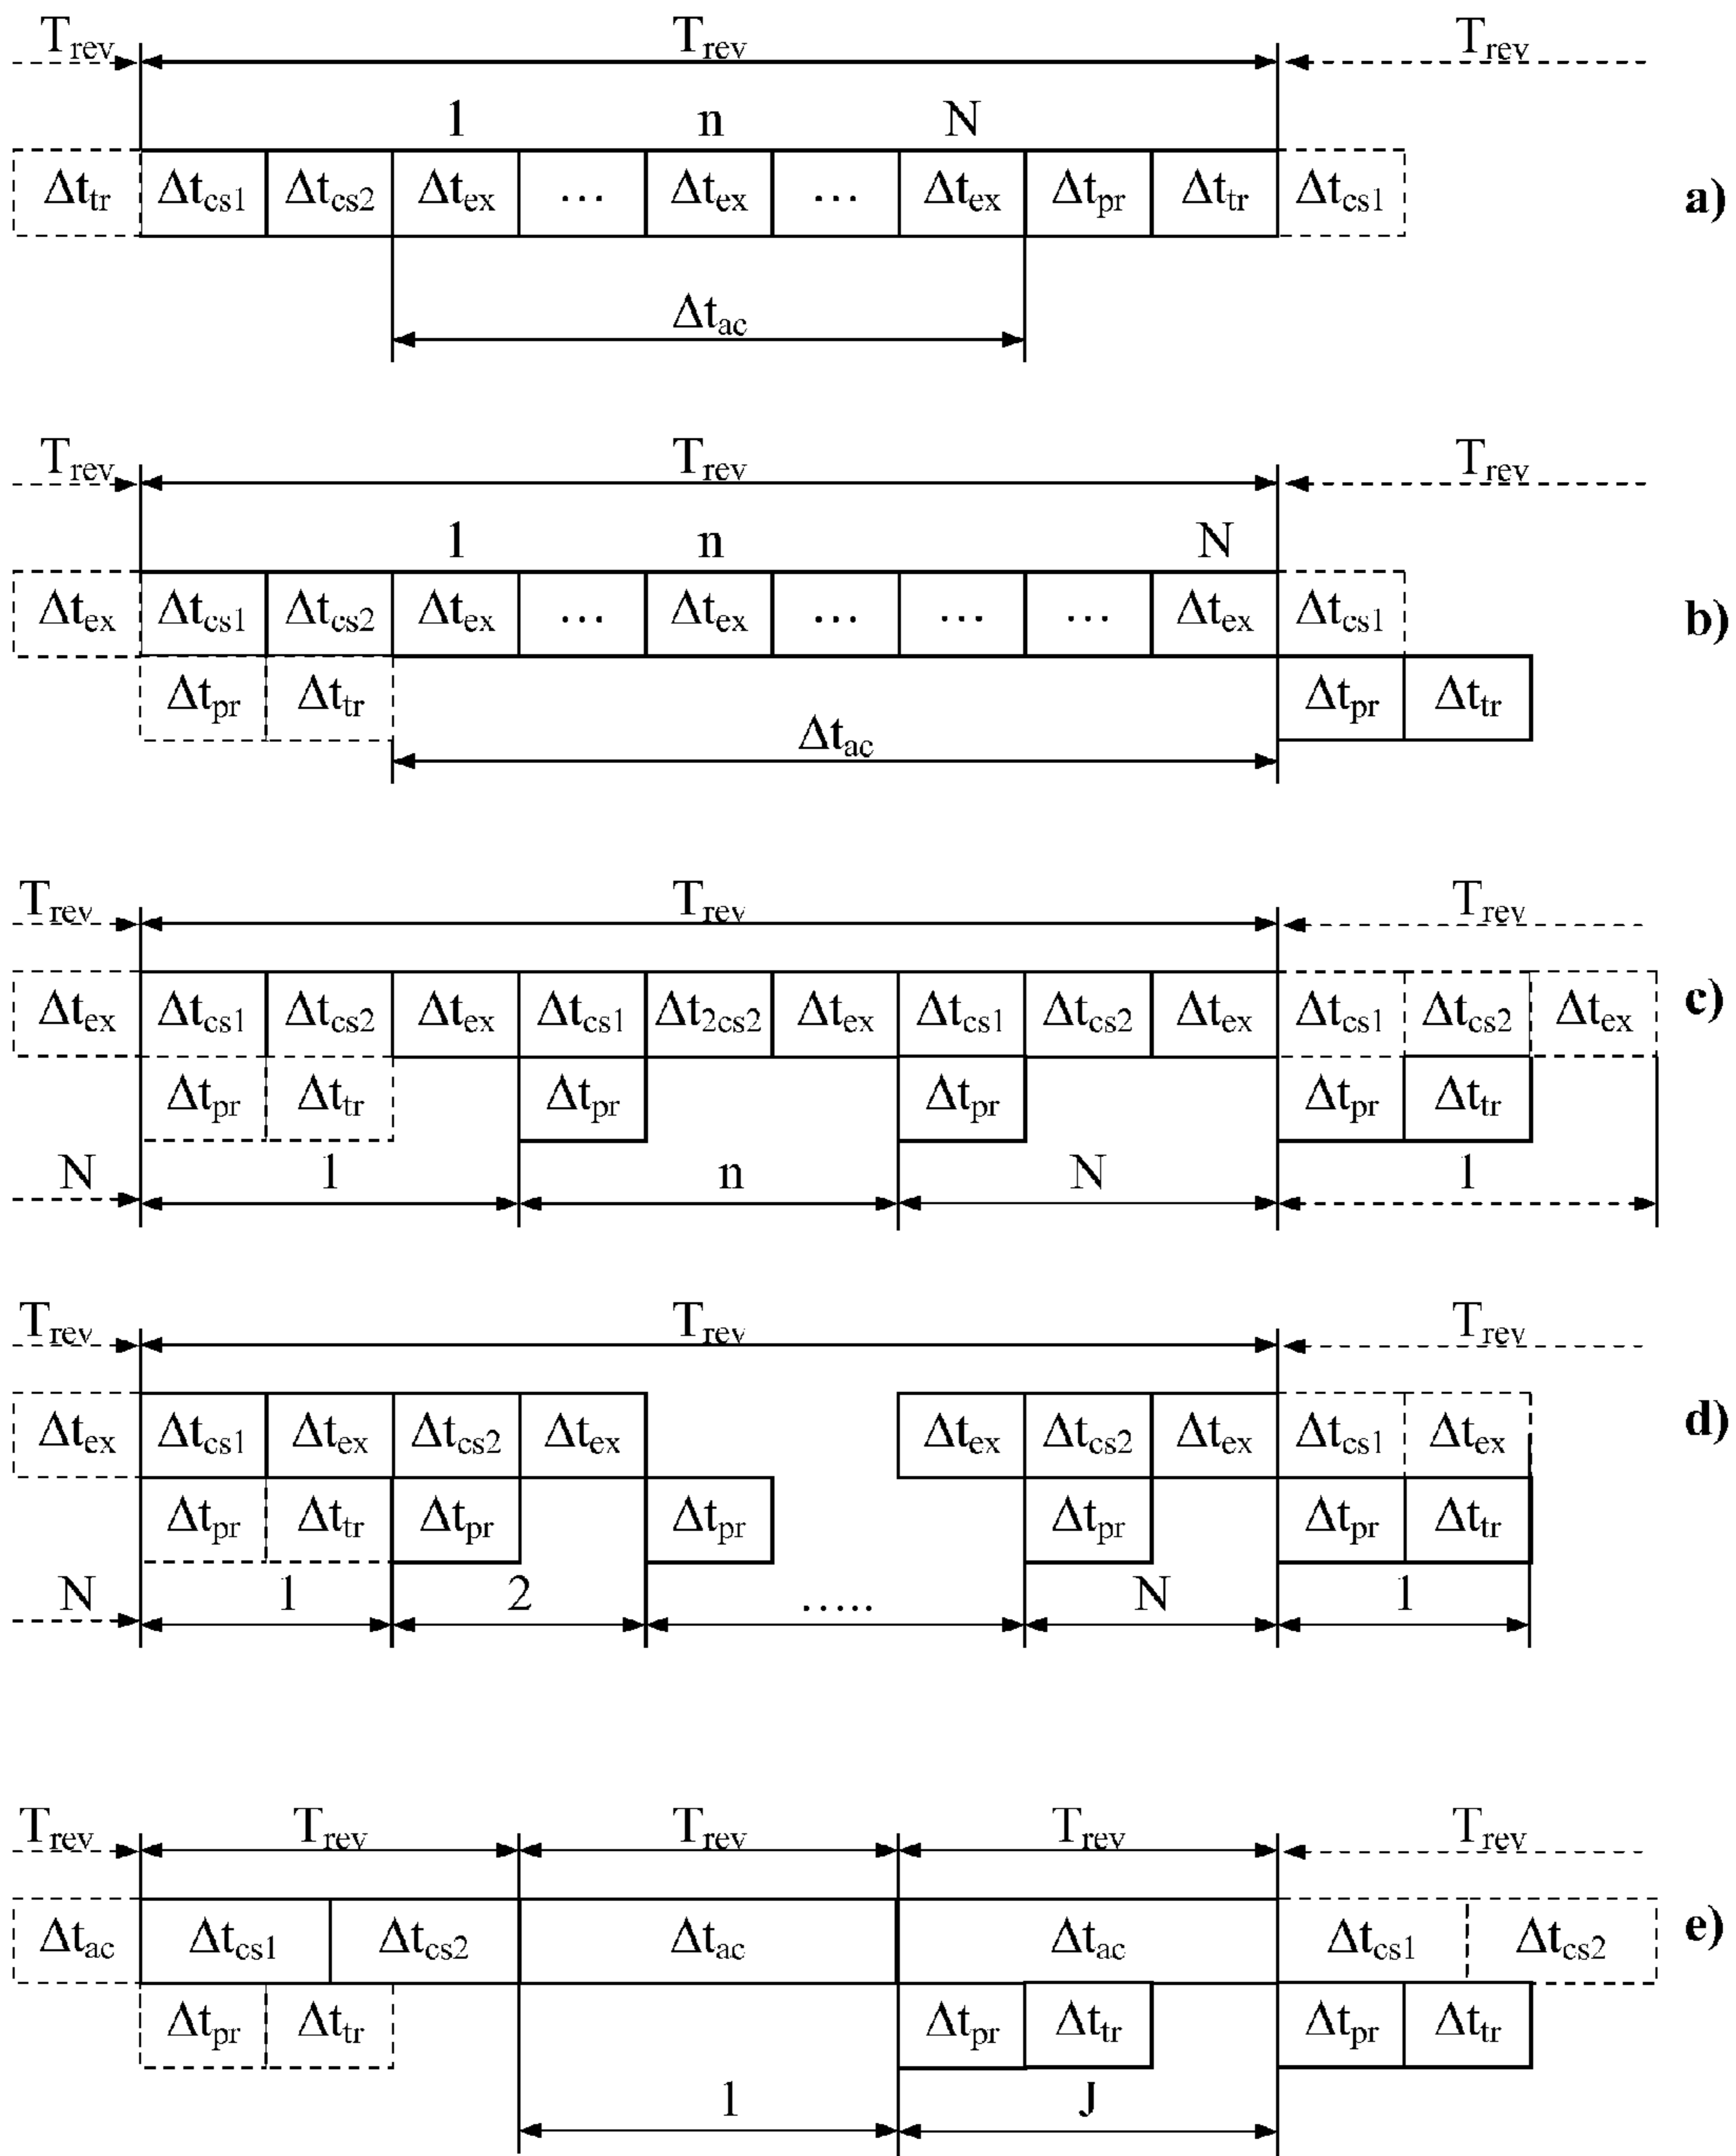 Trev Trev Trev
1 n N
Δttr Δtcs1 Δtcs2 Δtex ... Δtex ... Δtex Δtpr Δttr Δtcs1 a)
Δtac
Trev Trev Trev
1 n N
Δtex Δtcs1 Δtcs2 Δtex ... Δtex ... ... ... Δtex Δtcs1 b)
Δtpr Δttr Δtpr Δttr
Δtac
Trev Trev Trev
Δtex Δtcs1 Δtcs2 Δtex Δtcs1 Δt2cs2 Δtex Δtcs1 Δtcs2 Δtex Δtcs1 Δtcs2 Δtex c)
Δtpr Δttr Δtpr Δtpr Δtpr Δttr
N 1 n N 1
Trev Trev Trev
Δtex Δtcs1 Δtex Δtcs2 Δtex Δtex Δtcs2 Δtex Δtcs1 Δtex d)
Δtpr Δttr Δtpr Δtpr Δtpr Δtpr Δttr
N 1 2 ..... N 1
Trev Trev Trev Trev Trev
Δtac Δtcs1 Δtcs2 Δtac Δtac Δtcs1 Δtcs2 e)
Δtpr Δttr Δtpr Δttr Δtpr Δttr
1 J